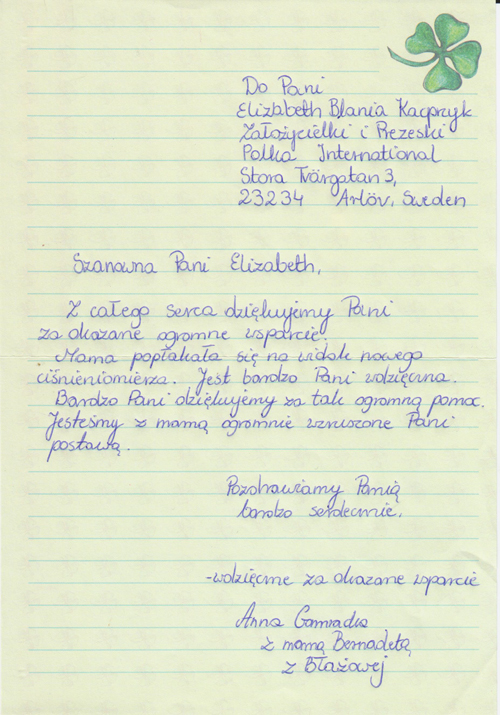 Do Pani
Elizabeth Blania Kacprzyk
Założycielki i Prezeski
Polka International
Stora Tvärgatan 3,
23234 Arlöv, Sweden
Szanowna Pani Elizabeth,
Z całego serca dziękujemy Pani
za okazane ogromne wsparcie.
Mama popłakała się na widok nowego
ciśnieniomierza. Jest bardzo Pani wdzięczna.
Bardzo Pani dziękujemy za tak ogromną pomoc.
Jesteśmy z mamą ogromnie wzruszone Pani
postawą.
Pozdrawiamy Panią
bardzo serdecznie,
-wdzięczne za okazane wsparcie
Anna
z mamą Bernadetą
z Błażowej